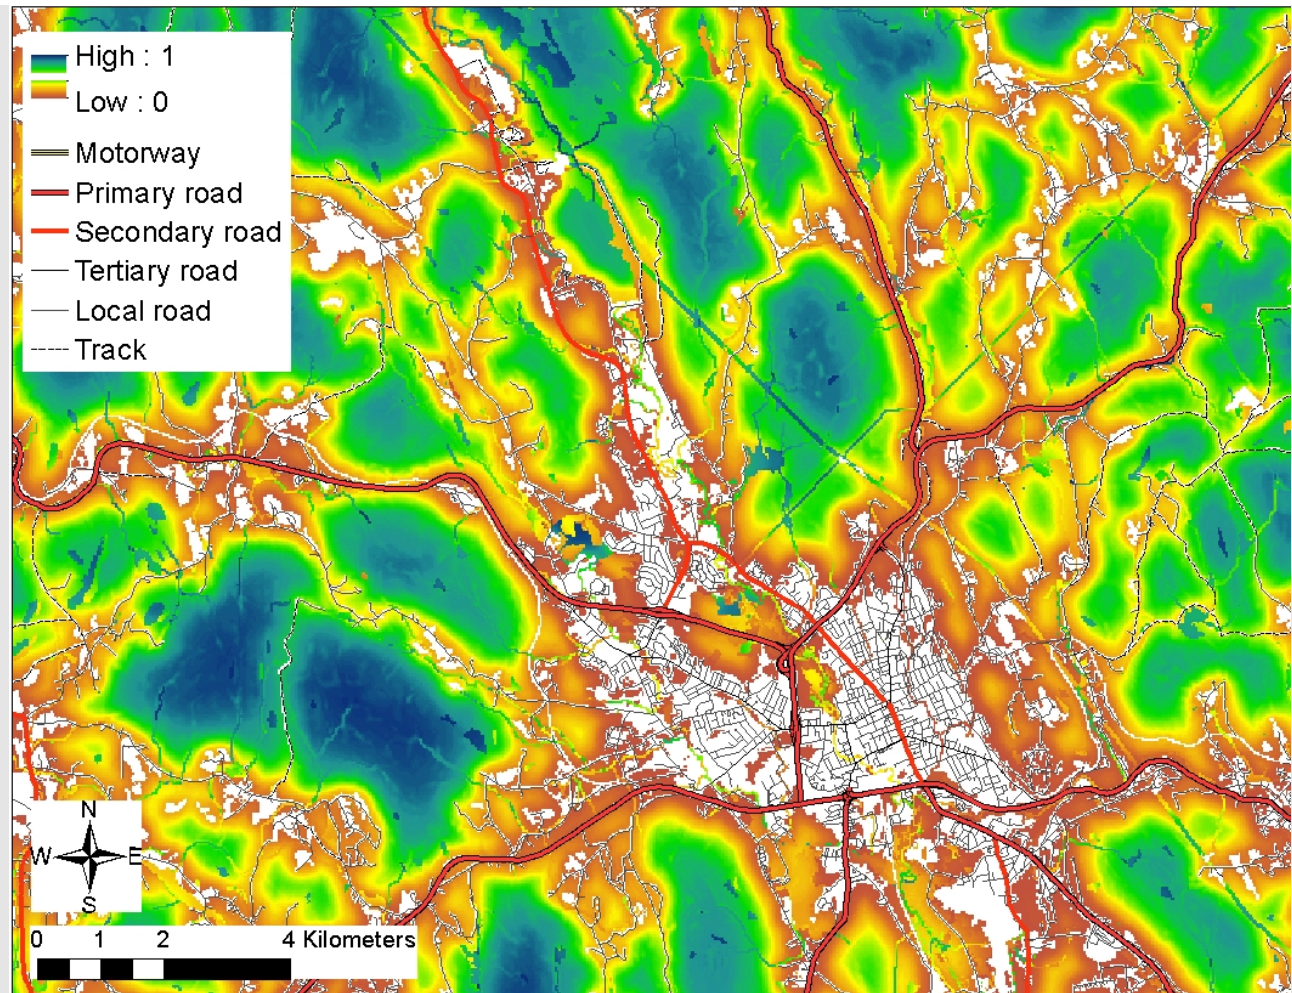 High : 1
Low : 0
Motorway
Primary road
Secondary road
Tertiary road
Local road
Track
N
W E
S
0 1 2 4 Kilometers